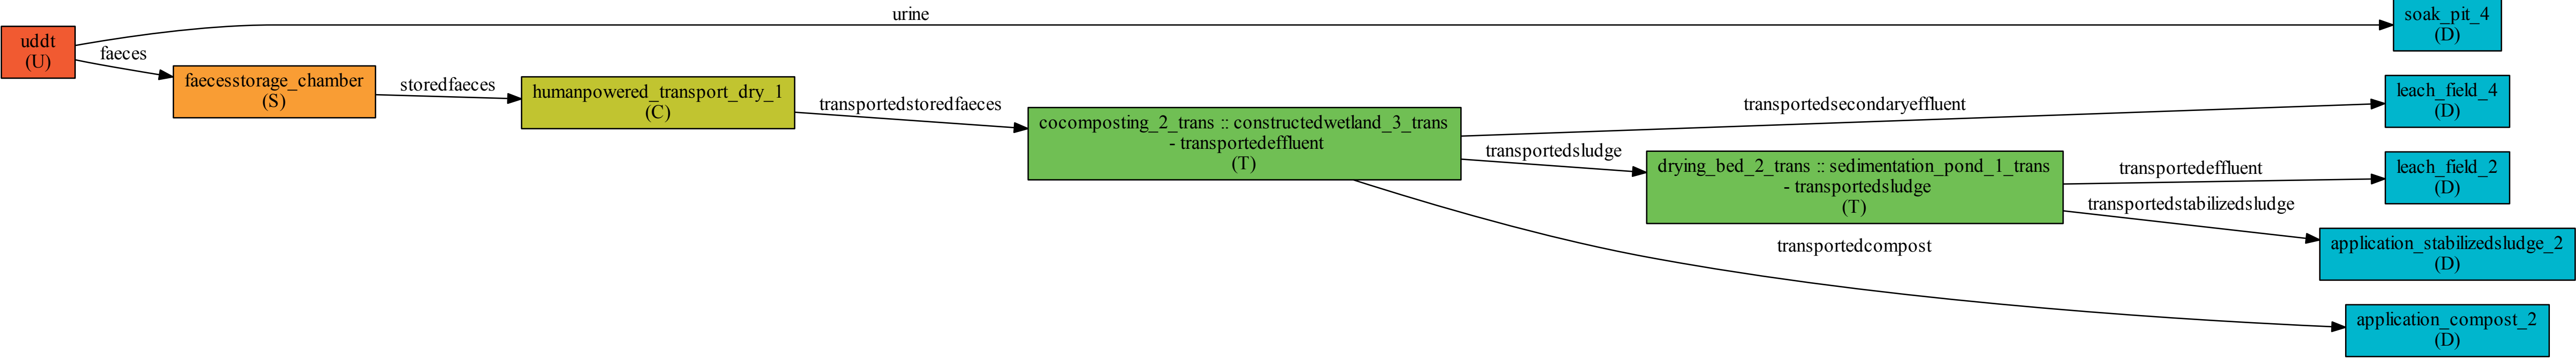 uddt
(U)
urine
faeces
faecesstorage_chamber
(S)
storedfaeces
humanpowered_transport_dry_1
(C)
transportedstoredfaeces
cocomposting_2_trans :: constructedwetland_3_trans
- transportedeffluent
(T)
transportedsecondaryeffluent
transportedsludge
transportedcompost
drying_bed_2_trans :: sedimentation_pond_1_trans
- transportedsludge
(T)
transportedeffluent
transportedstabilizedsludge
soak_pit_4
(D)
leach_field_4
(D)
leach_field_2
(D)
application_stabilizedsludge_2
(D)
application_compost_2
(D)